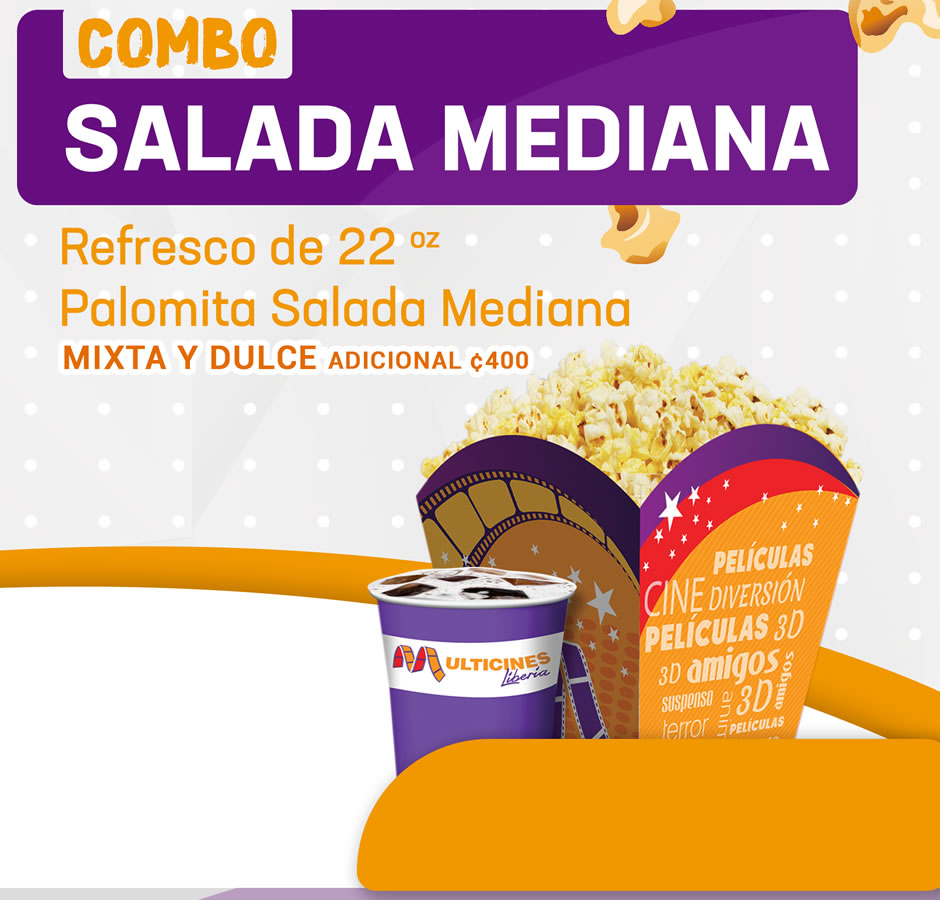 COMBO
SALADA MEDIANA
Refresco de 22 oz
Palomita Salada Mediana
MIXTA Y DULCE ADICIONAL ¢400
PELÍCULAS
CINE DIVERSIÓN
PELÍCULAS 3D
3D amigos
suspenso 3D amigos
terror
PELÍCULAS
MULTICINES
Liberia